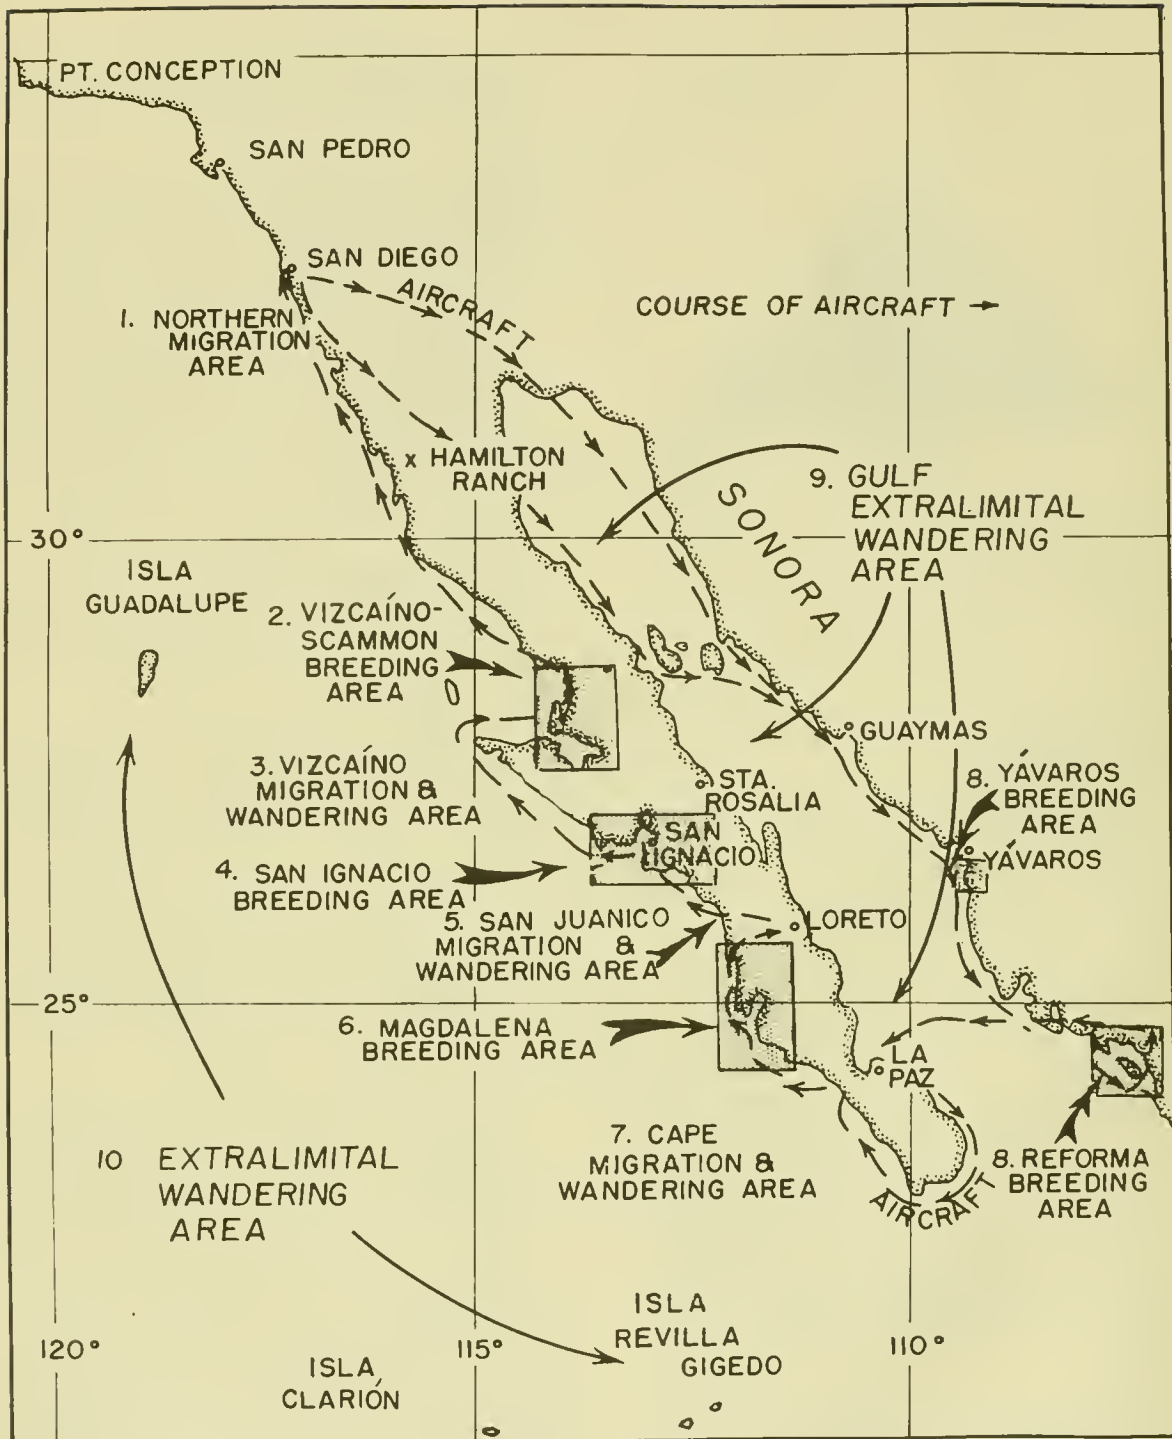 PT. CONCEPTION
SAN PEDRO
SAN DIEGO
AIRCRAFT
COURSE OF AIRCRAFT
1. NORTHERN
MIGRATION
AREA
x HAMILTON
RANCH
SONORA
9. GULF
EXTRALIMITAL
WANDERING
AREA
30°
ISLA
GUADALUPE
2. VIZCAÍNO-
SCAMMON
BREEDING
AREA
GUAYMAS
3. VIZCAÍNO
MIGRATION &
WANDERING AREA
STA.
ROSALIA
8. YÁVAROS
BREEDING
AREA
YÁVAROS
SAN
IGNACIO
4. SAN IGNACIO
BREEDING AREA
5. SAN JUANICO
MIGRATION &
WANDERING AREA
LORETO
25°
6. MAGDALENA
BREEDING AREA
LA
PAZ
7. CAPE
MIGRATION &
WANDERING AREA
AIRCRAFT
8. REFORMA
BREEDING
AREA
10 EXTRALIMITAL
WANDERING
AREA
120°
115°
110°
ISLA
REVILLA
GIGEDO
ISLA
CLARIÓN